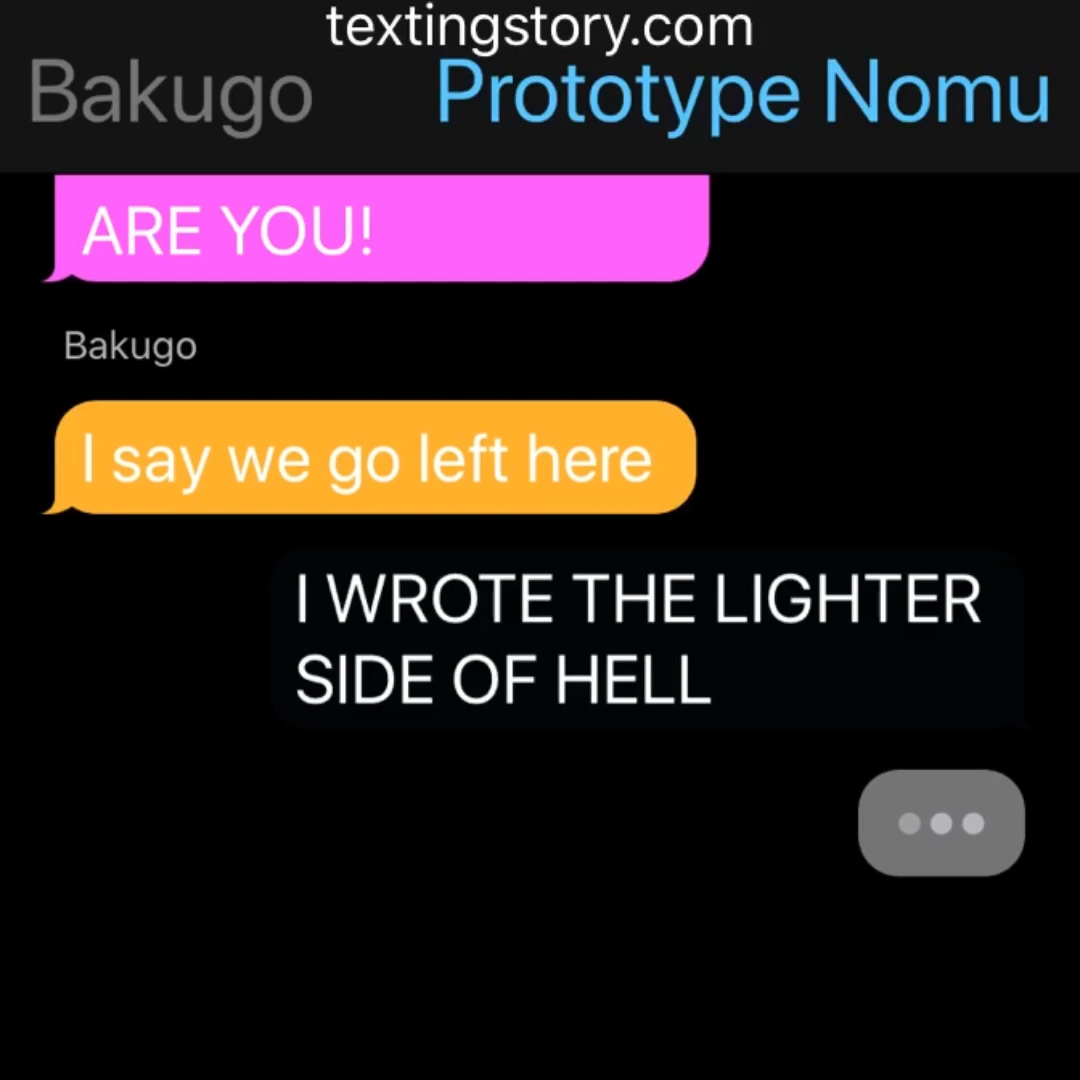 textingstory.com
Bakugo Prototype Nomu
ARE YOU!
Bakugo
I say we go left here
I WROTE THE LIGHTER
SIDE OF HELL